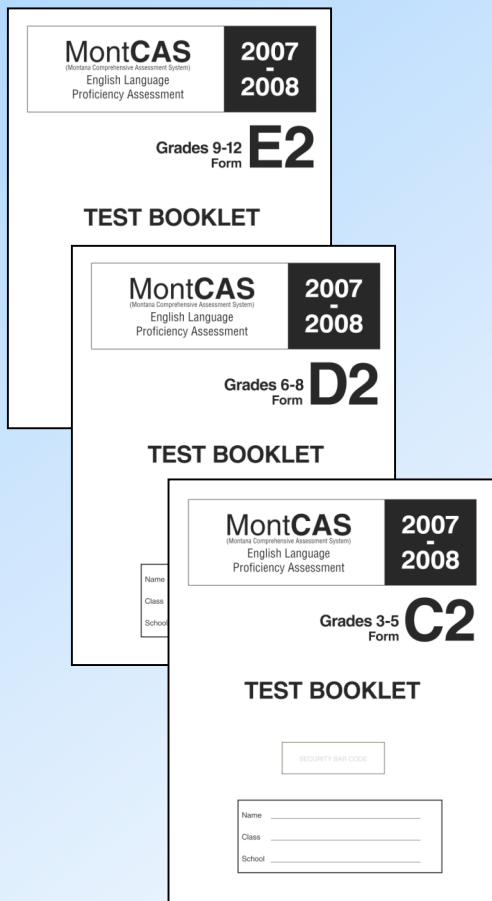 MontCAS
(Montana Comprehensive Assessment System)
English Language
Proficiency Assessment
2007
-
2008
Grades 9-12
Form E2
TEST BOOKLET
MontCAS
(Montana Comprehensive Assessment System)
English Language
Proficiency Assessment
2007
-
2008
Grades 6-8
Form D2
TEST BOOKLET
Name
Class
School
MontCAS
(Montana Comprehensive Assessment System)
English Language
Proficiency Assessment
2007
-
2008
Grades 3-5
Form C2
TEST BOOKLET
SECURITY BAR CODE
Name
Class
School